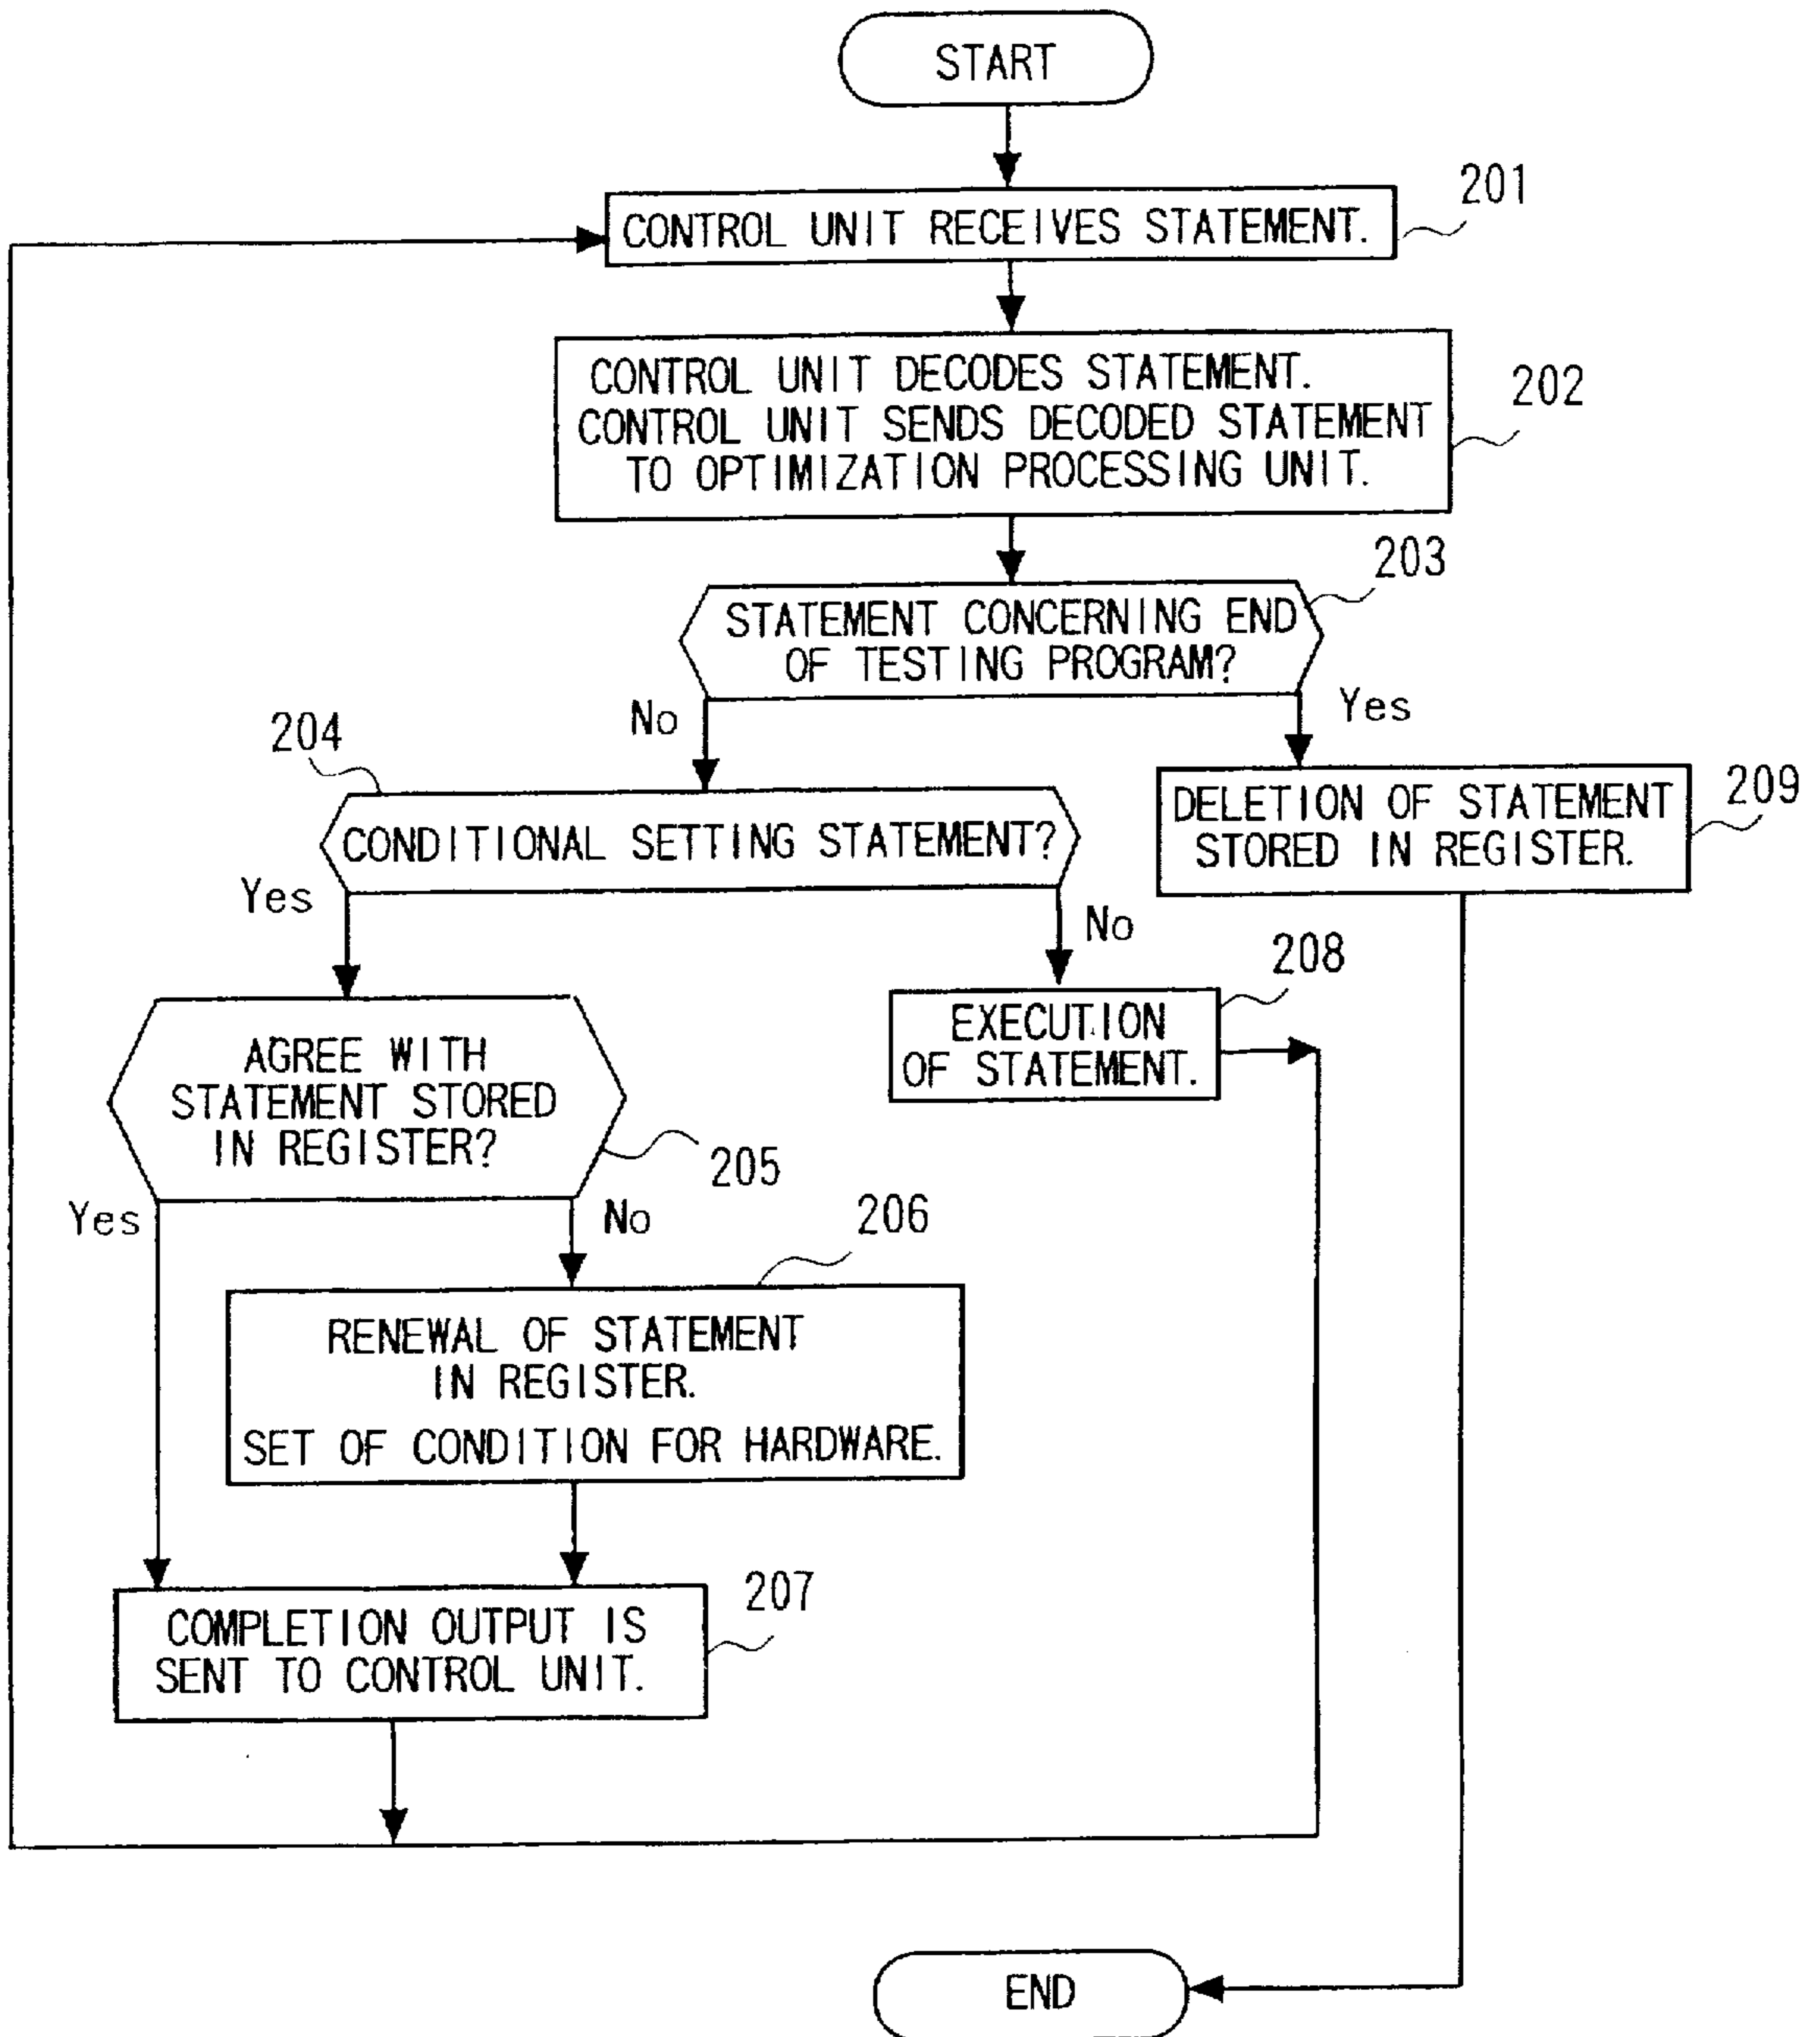 START
201
CONTROL UNIT RECEIVES STATEMENT.
CONTROL UNIT DECODES STATEMENT.
CONTROL UNIT SENDS DECODED STATEMENT
TO OPTIMIZATION PROCESSING UNIT.
202
203
STATEMENT CONCERNING END
OF TESTING PROGRAM?
No
Yes
204
CONDITIONAL SETTING STATEMENT?
209
DELETION OF STATEMENT
STORED IN REGISTER.
Yes
No
208
EXECUTION
OF STATEMENT.
AGREE WITH
STATEMENT STORED
IN REGISTER?
205
Yes
No
206
RENEWAL OF STATEMENT
IN REGISTER.
SET OF CONDITION FOR HARDWARE.
207
COMPLETION OUTPUT IS
SENT TO CONTROL UNIT.
END